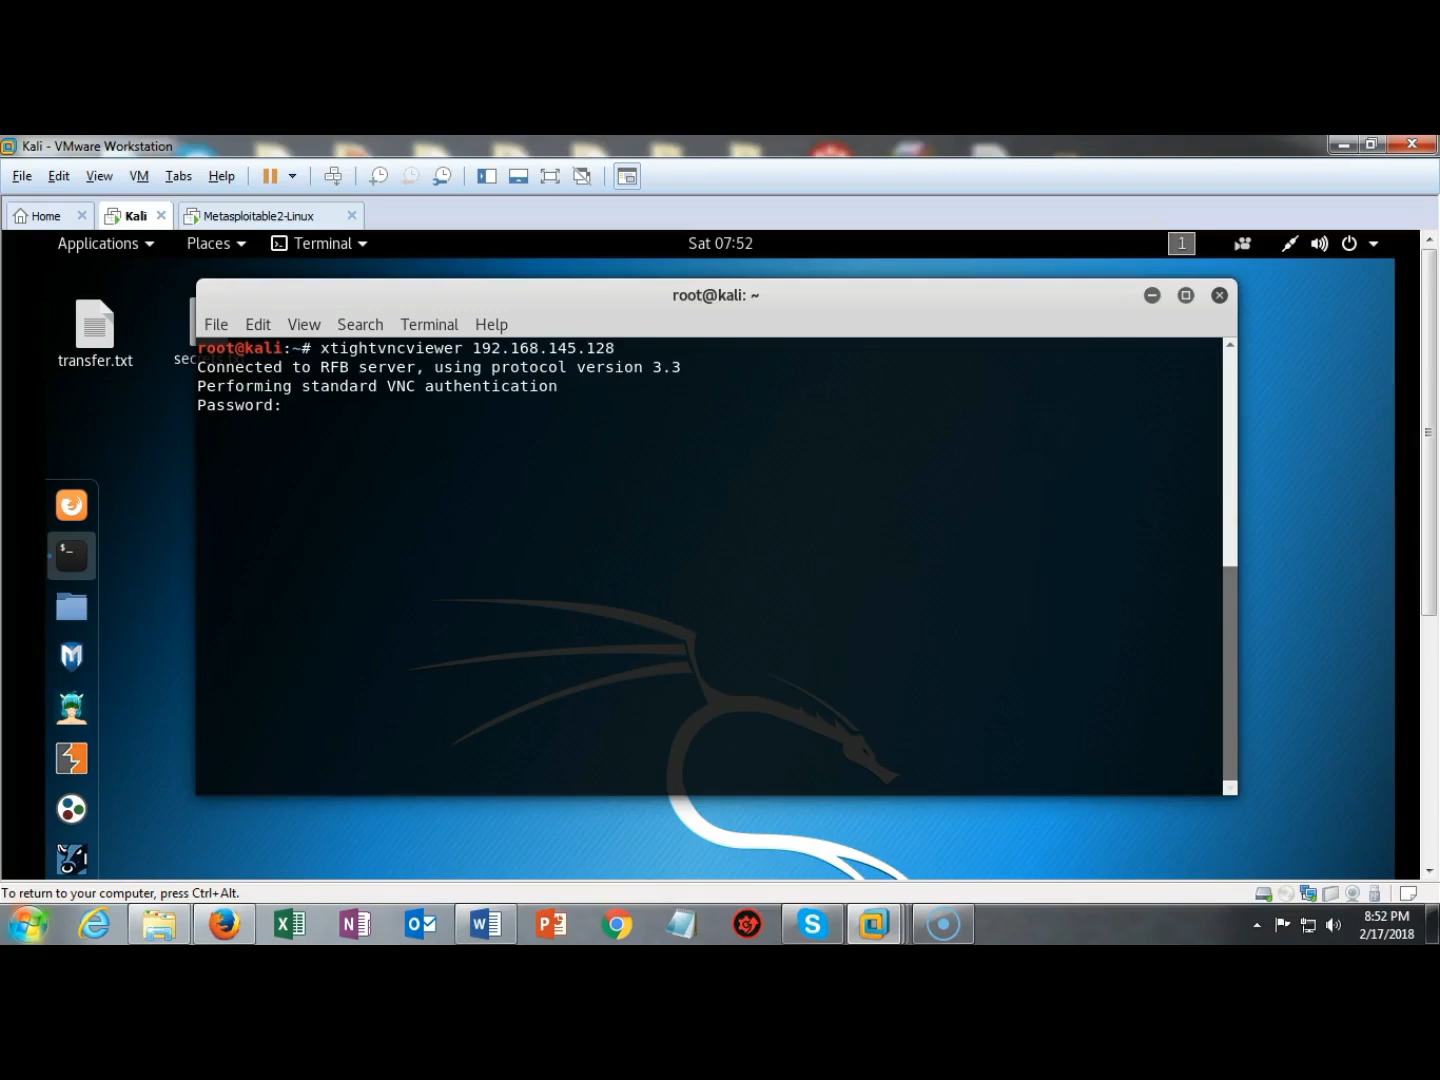 Kali - VMware Workstation
File Edit View VM Tabs Help
Home Kali Metasploitable2-Linux
Applications Places Terminal Sat 07:52 1
root@kali: ~
File Edit View Search Terminal Help
transfer.txt
root@kali:~# xtightvncviewer 192.168.145.128
Connected to RFB server, using protocol version 3.3
Performing standard VNC authentication
Password:
To return to your computer, press Ctrl+Alt.
8:52 PM
2/17/2018